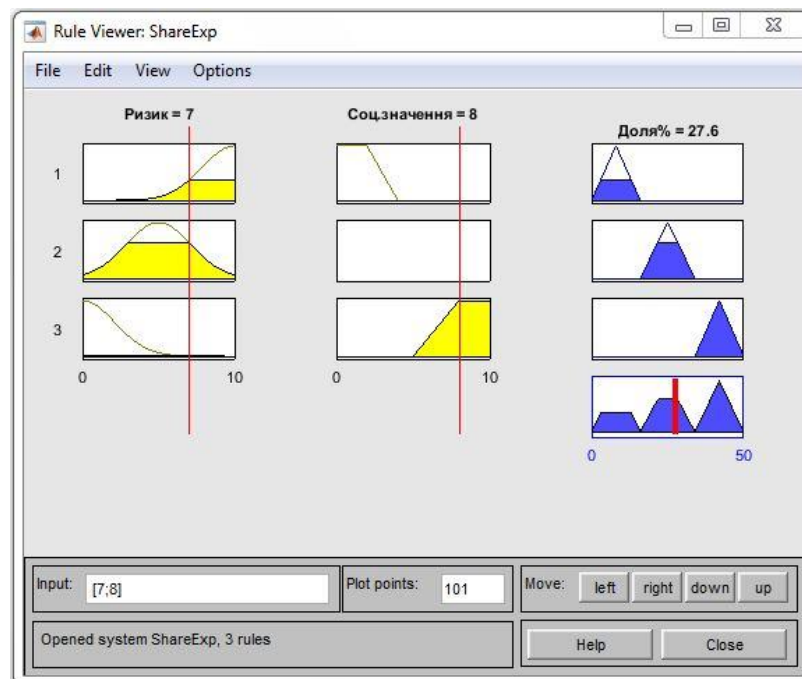 Rule Viewer: ShareExp
File Edit View Options
Ризик = 7
Соц.значення = 8
Доля% = 27.6
1
2
3
0 10
0 10
0 50
Input: [7;8]
Plot points: 101
Move: left right down up
Opened system ShareExp, 3 rules
Help Close